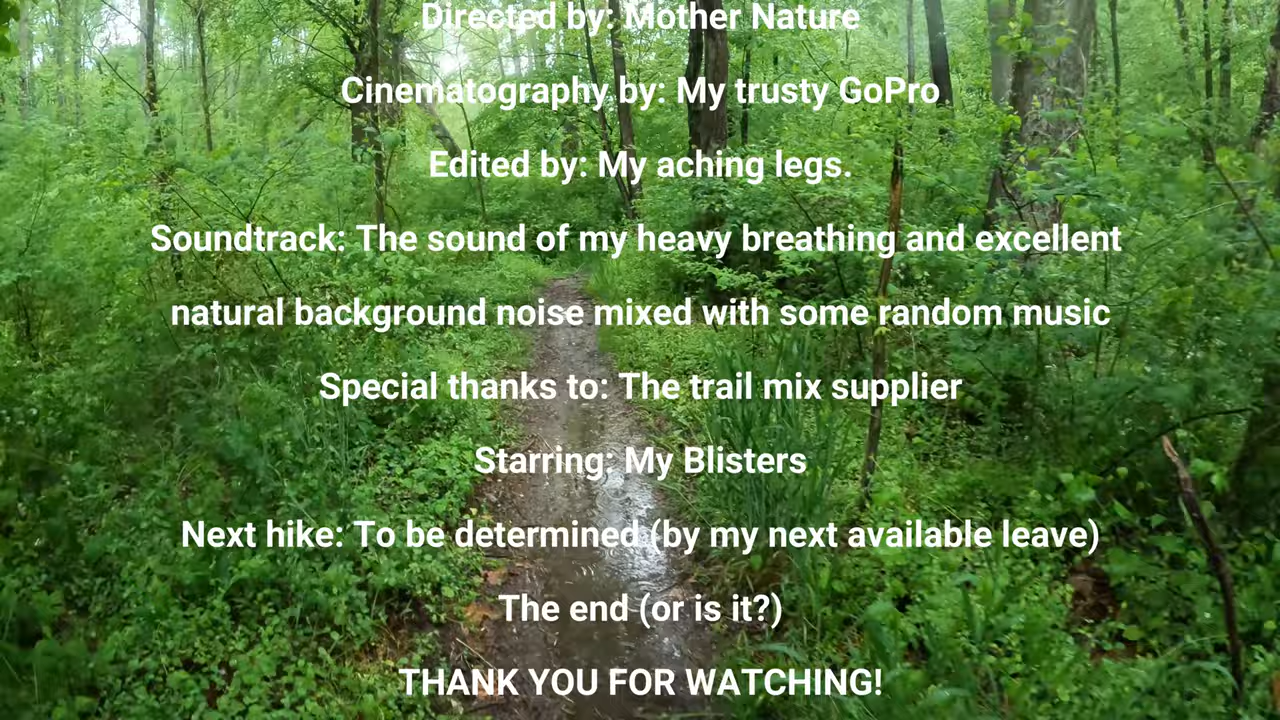 Directed by: Mother Nature
Cinematography by: My trusty GoPro
Edited by: My aching legs.
Soundtrack: The sound of my heavy breathing and excellent
natural background noise mixed with some random music
Special thanks to: The trail mix supplier
Starring: My Blisters
Next hike: To be determined (by my next available leave)
The end (or is it?)
THANK YOU FOR WATCHING!